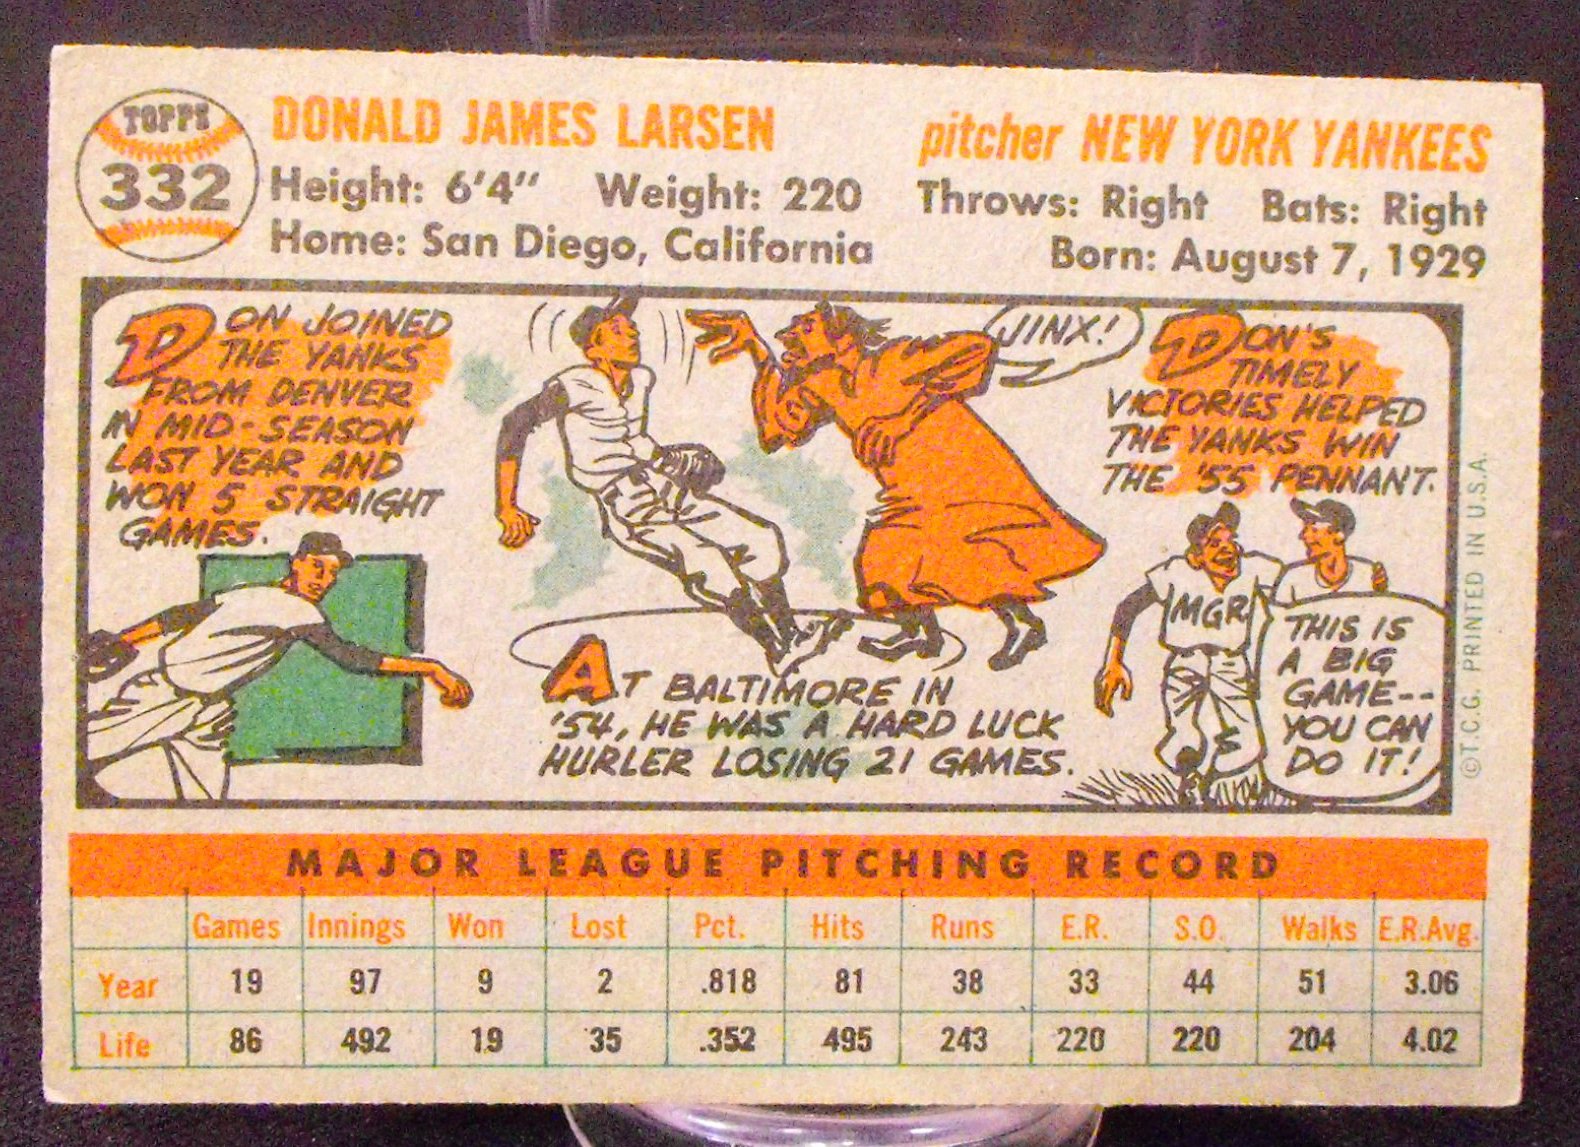 TOPPS
332
DONALD JAMES LARSEN
pitcher NEW YORK YANKEES
Height: 6'4" Weight: 220
Throws: Right Bats: Right
Home: San Diego, California
Born: August 7, 1929
DON JOINED
THE YANKS
FROM DENVER
IN MID-SEASON
LAST YEAR AND
WON 5 STRAIGHT
GAMES.
JINX!
AT BALTIMORE IN
'54, HE WAS A HARD LUCK
HURLER LOSING 21 GAMES.
DON'S
TIMELY
VICTORIES HELPED
THE YANKS WIN
THE '55 PENNANT.
MGR
THIS IS
A BIG
GAME--
YOU CAN
DO IT!
©T.C.G. PRINTED IN U.S.A.
MAJOR LEAGUE PITCHING RECORD
Games Innings Won Lost Pct. Hits Runs E.R. S.O. Walks E.R.Avg.
Year 19 97 9 2 .818 81 38 33 44 51 3.06
Life 86 492 19 35 .352 495 243 220 220 204 4.02